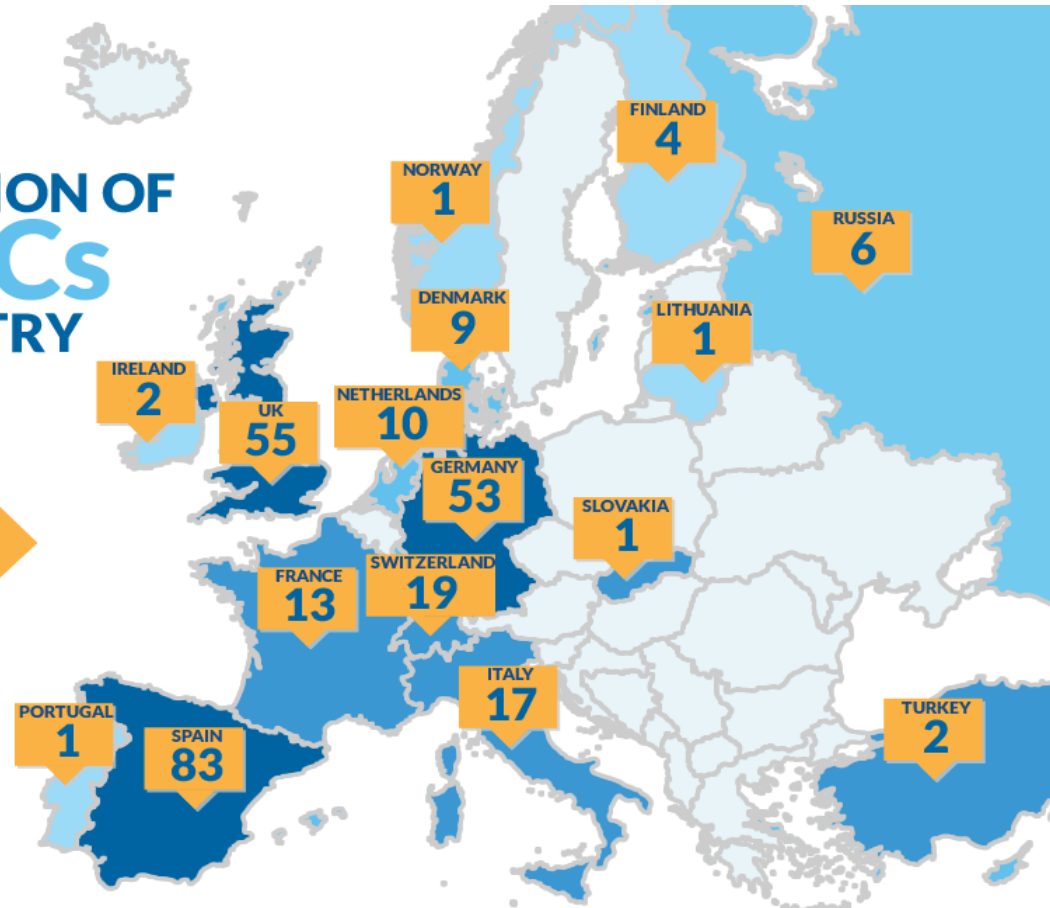 ION OF
Cs
TRY
FINLAND
4
NORWAY
1
RUSSIA
6
DENMARK
9
LITHUANIA
1
IRELAND
2
NETHERLANDS
10
UK
55
GERMANY
53
SLOVAKIA
1
SWITZERLAND
19
FRANCE
13
ITALY
17
PORTUGAL
1
SPAIN
83
TURKEY
2